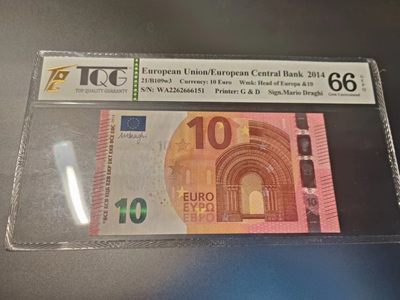 TQG
TOP QUALITY GUARANTY
European Union/European Central Bank 2014
21/B109w3 Currency: 10 Euro Wmk: Head of Europa &10
S/N: WA2262666151 Printer: G & D Sign.Mario Draghi
66
Gem Uncirculated
10
10
EURO
ΕΥΡΩ
ЕВРО
10